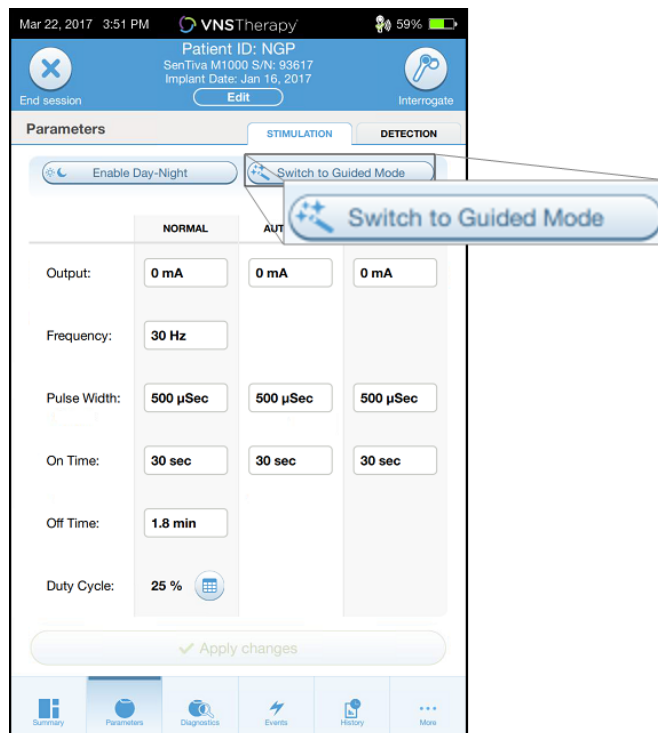 Mar 22, 2017 3:51 PM VNSTherapy 59%
Patient ID: NGP
SenTiva M1000 S/N: 93617
Implant Date: Jan 16, 2017
End session Edit Interrogate
Parameters STIMULATION DETECTION
Enable Day-Night Switch to Guided Mode
Switch to Guided Mode
NORMAL AUT
Output: 0 mA 0 mA 0 mA
Frequency: 30 Hz
Pulse Width: 500 µSec 500 µSec 500 µSec
On Time: 30 sec 30 sec 30 sec
Off Time: 1.8 min
Duty Cycle: 25 %
Apply changes
Summary Parameters Diagnostics Events History More